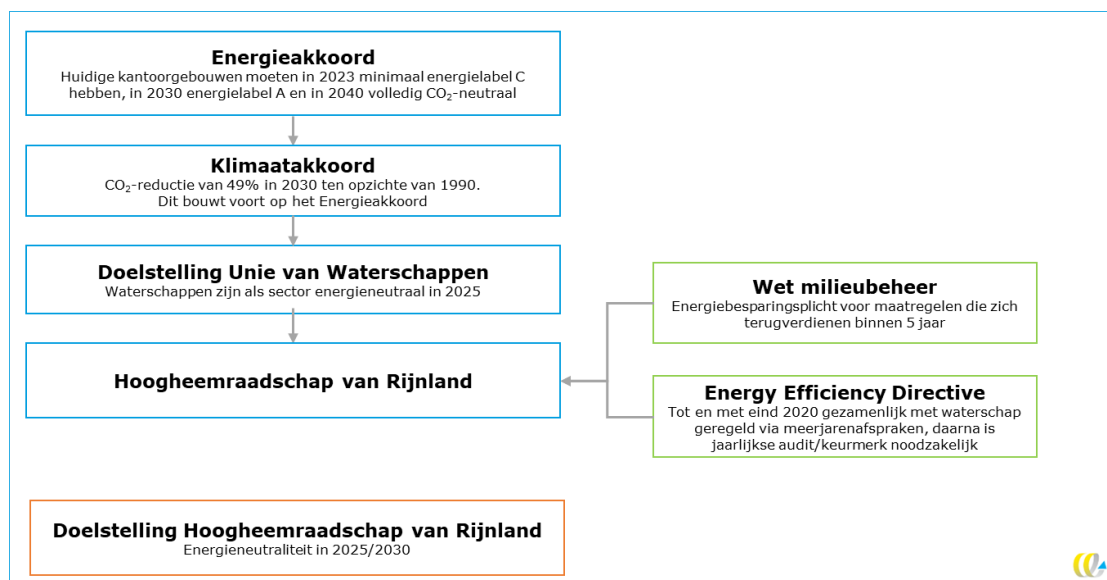 Energieakkoord
Huidige kantoorgebouwen moeten in 2023 minimaal energielabel C
hebben, in 2030 energielabel A en in 2040 volledig CO₂-neutraal
Klimaatakkoord
CO₂-reductie van 49% in 2030 ten opzichte van 1990.
Dit bouwt voort op het Energieakkoord
Doelstelling Unie van Waterschappen
Waterschappen zijn als sector energieneutraal in 2025
Hoogheemraadschap van Rijnland
Wet milieubeheer
Energiebesparingsplicht voor maatregelen die zich
terugverdienen binnen 5 jaar
Energy Efficiency Directive
Tot en met eind 2020 gezamenlijk met waterschap
geregeld via meerjarenafspraken, daarna is
jaarlijkse audit/keurmerk noodzakelijk
Doelstelling Hoogheemraadschap van Rijnland
Energieneutraliteit in 2025/2030